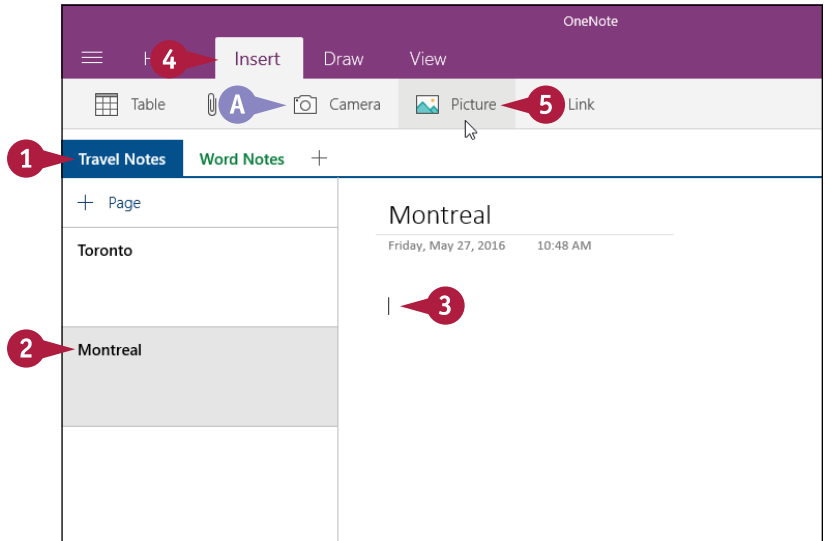 OneNote
4 Insert Draw View
Table A Camera Picture 5 Link
1 Travel Notes Word Notes +
+ Page
Montreal
Friday, May 27, 2016 10:48 AM
Toronto
3
2 Montreal